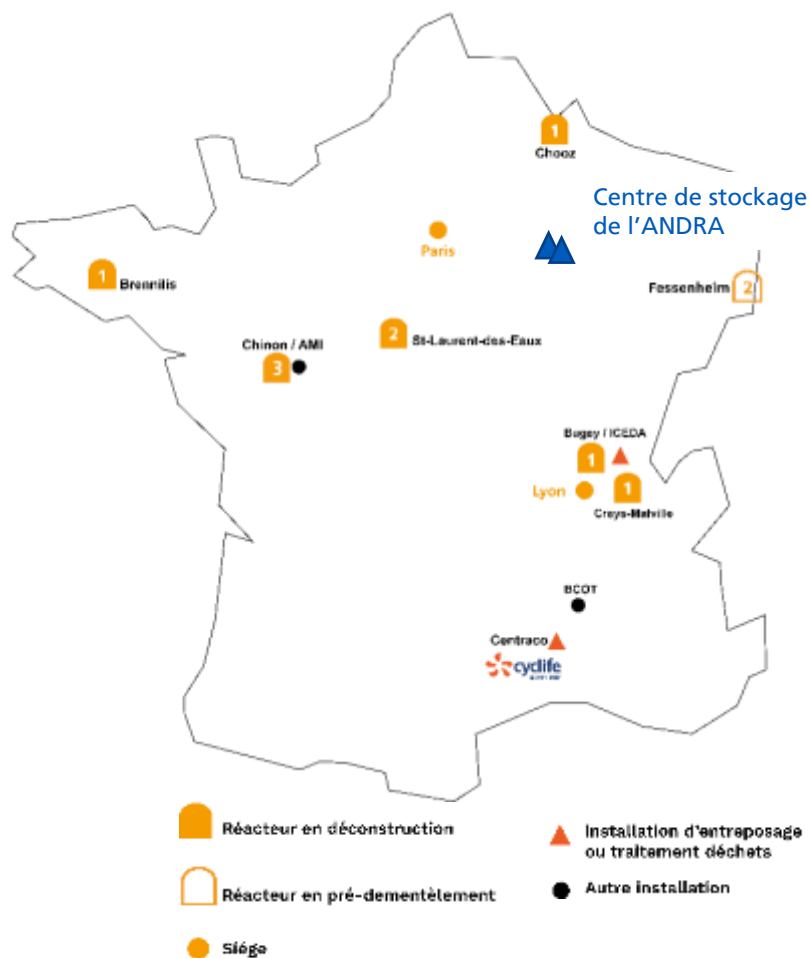 1
Chooz
Centre de stockage
de l'ANDRA
Paris
1
Brennilis
Fessenheim
2
2
St-Laurent-des-Eaux
Chinon / AMI
3
Bugey / ICEDA
1
Lyon
1
Creys-Malville
BCOT
Centraco
cyclife
Réacteur en déconstruction
Installation d'entreposage
ou traitement déchets
Réacteur en pré-dementèlement
Autre installation
Siége